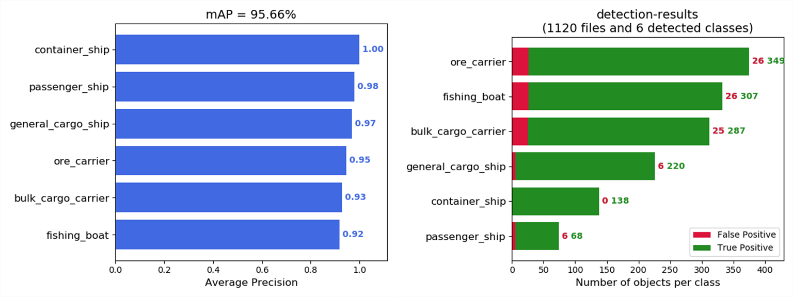 mAP = 95.66%
container_ship 1.00
passenger_ship 0.98
general_cargo_ship 0.97
ore_carrier 0.95
bulk_cargo_carrier 0.93
fishing_boat 0.92
0.0 0.2 0.4 0.6 0.8 1.0
Average Precision
detection-results
(1120 files and 6 detected classes)
ore_carrier 26 349
fishing_boat 26 307
bulk_cargo_carrier 25 287
general_cargo_ship 6 220
container_ship 0 138
passenger_ship 6 68
False Positive
True Positive
0 50 100 150 200 250 300 350 400
Number of objects per class